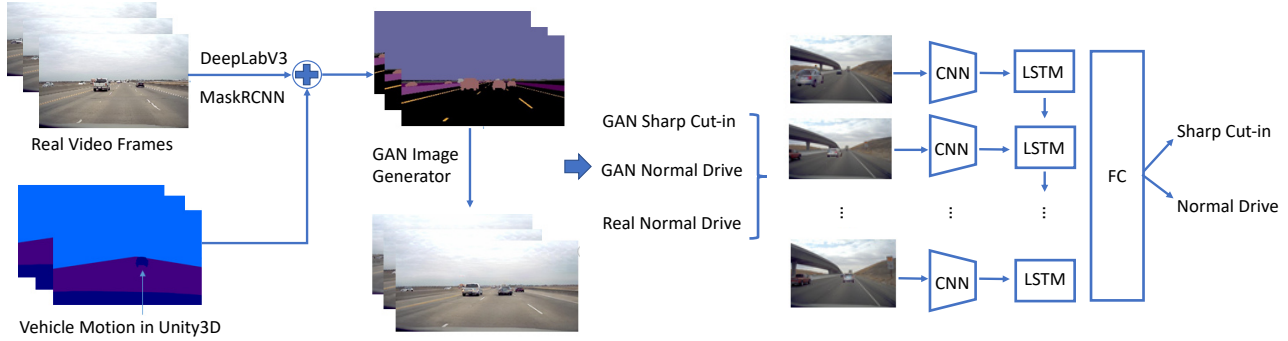 DeepLabV3
MaskRCNN
Real Video Frames
Vehicle Motion in Unity3D
GAN Image
Generator
GAN Sharp Cut-in
GAN Normal Drive
Real Normal Drive
CNN
LSTM
CNN
LSTM
...
...
...
CNN
LSTM
FC
Sharp Cut-in
Normal Drive